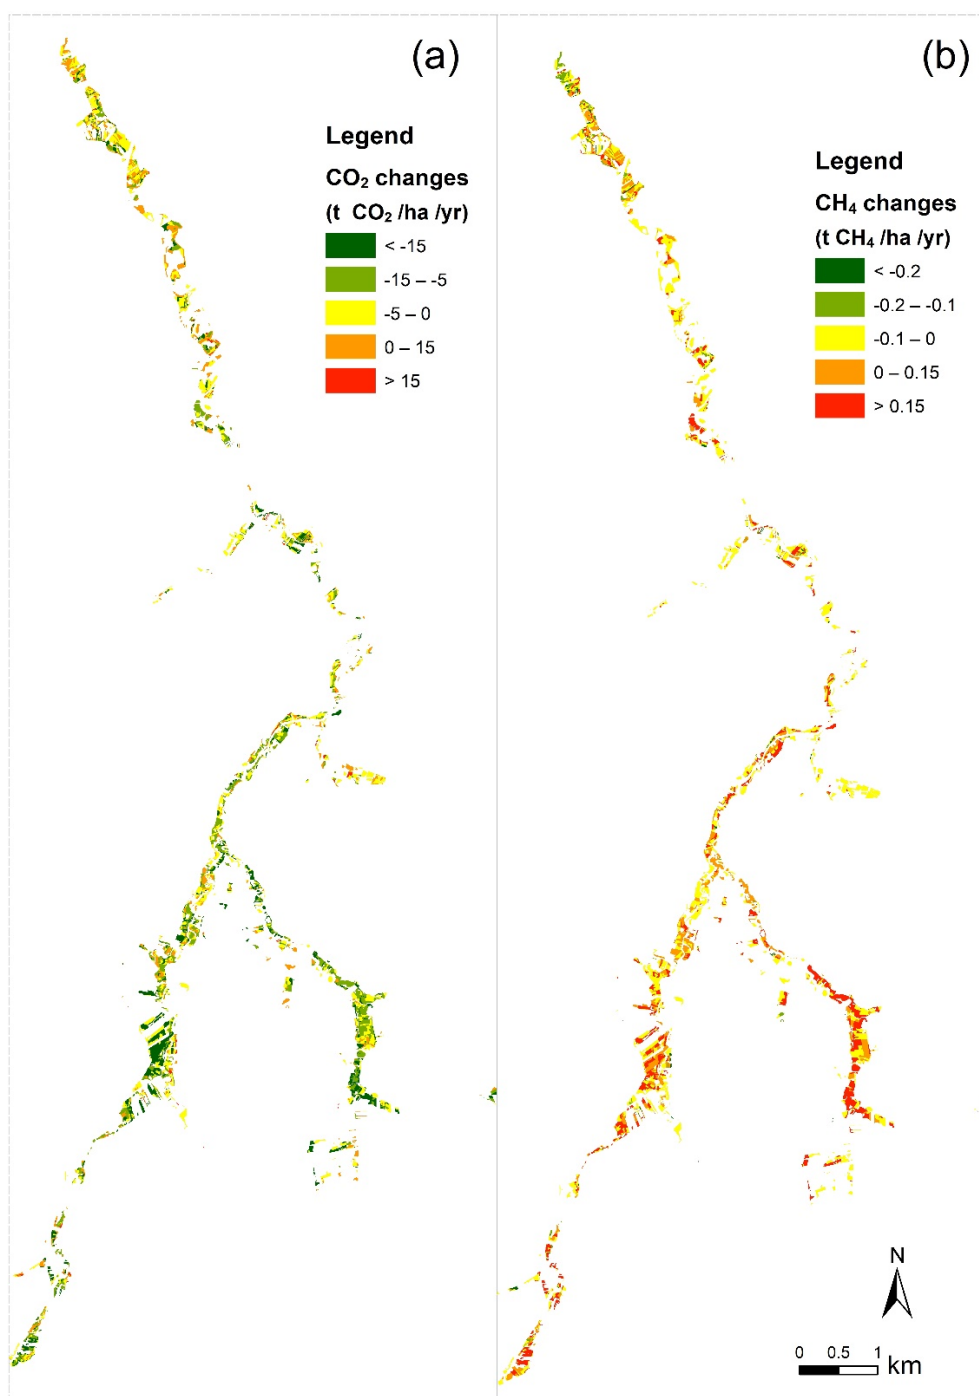 (a)
Legend
CO₂ changes
(t CO₂ /ha /yr)
< -15
-15 – -5
-5 – 0
0 – 15
> 15
(b)
Legend
CH₄ changes
(t CH₄ /ha /yr)
< -0.2
-0.2 – -0.1
-0.1 – 0
0 – 0.15
> 0.15
N
0 0.5 1
km